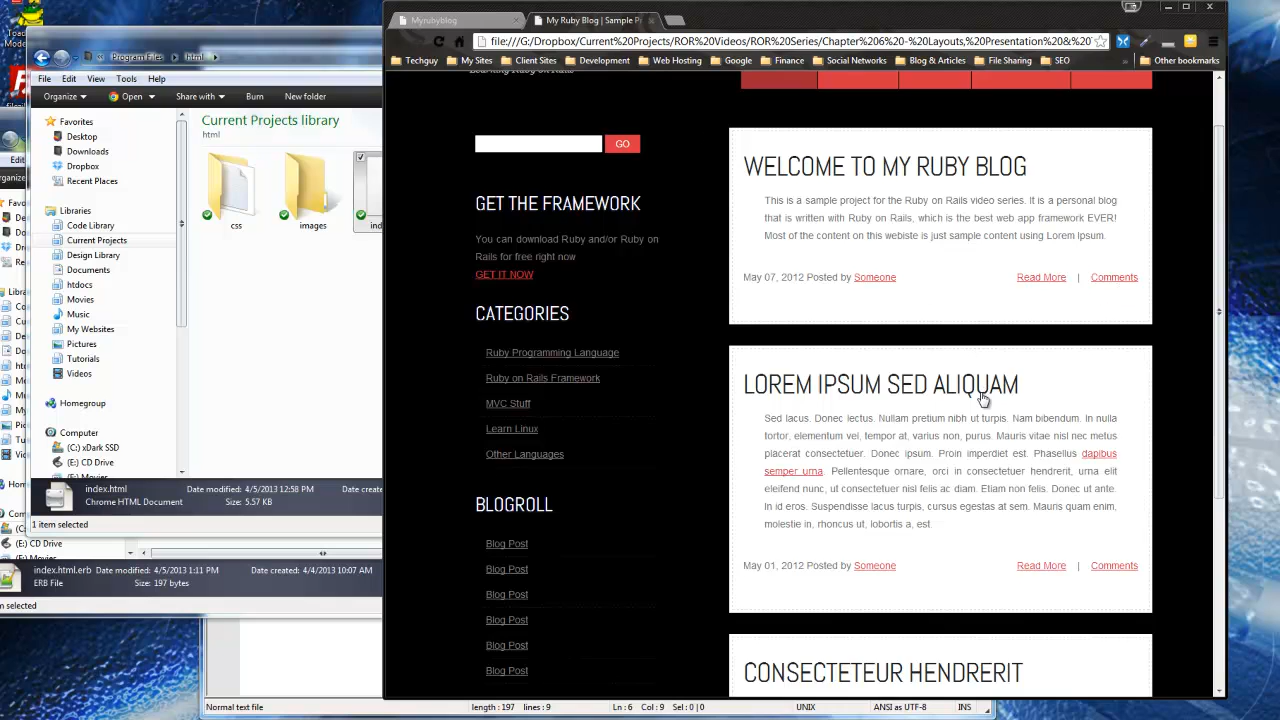 Toad
Mode
File
Edit
View
Tools
Help
Program Files
html
Organize
Open
Share with
Burn
New folder
Favorites
Desktop
Downloads
Dropbox
Recent Places
Libraries
Code Library
Current Projects
Design Library
Documents
htdocs
Movies
Music
My Websites
Pictures
Tutorials
Videos
Homegroup
Computer
(C:) xDark SSD
(E:) CD Drive
Current Projects library
html
css
images
index.html
Chrome HTML Document
Date modified: 4/5/2013 12:58 PM
Size: 5.57 KB
1 item selected
(E:) CD Drive
index.html.erb
ERB File
Date modified: 4/5/2013 1:11 PM
Size: 197 bytes
Date created: 4/4/2013 10:07 AM
Myrubyblog
My Ruby Blog | Sample Pr
file:///G:/Dropbox/Current%20Projects/ROR%20Videos/ROR%20Series/Chapter%206%20-%20Layouts,%20Presentation%20&%20
Techguy
My Sites
Client Sites
Development
Web Hosting
Google
Finance
Social Networks
Blog & Articles
File Sharing
SEO
Other bookmarks
GO
GET THE FRAMEWORK
You can download Ruby and/or Ruby on
Rails for free right now
GET IT NOW
CATEGORIES
Ruby Programming Language
Ruby on Rails Framework
MVC Stuff
Learn Linux
Other Languages
BLOGROLL
Blog Post
Blog Post
Blog Post
Blog Post
Blog Post
Blog Post
WELCOME TO MY RUBY BLOG
This is a sample project for the Ruby on Rails video series. It is a personal blog
that is written with Ruby on Rails, which is the best web app framework EVER!
Most of the content on this webiste is just sample content using Lorem Ipsum.
May 07, 2012 Posted by Someone
Read More | Comments
LOREM IPSUM SED ALIQUAM
Sed lacus. Donec lectus. Nullam pretium nibh ut turpis. Nam bibendum. In nulla
tortor, elementum vel, tempor at, varius non, purus. Mauris vitae nisl nec metus
placerat consectetuer. Donec ipsum. Proin imperdiet est. Phasellus dapibus
semper urna. Pellentesque ornare, orci in consectetuer hendrerit, urna elit
eleifend nunc, ut consectetuer nisl felis ac diam. Etiam non felis. Donec ut ante.
In id eros. Suspendisse lacus turpis, cursus egestas at sem. Mauris quam enim,
molestie in, rhoncus ut, lobortis a, est.
May 01, 2012 Posted by Someone
Read More | Comments
CONSECTETEUR HENDRERIT
Normal text file
length : 197 lines : 9
Ln : 6 Col : 9 Sel : 0 | 0
UNIX
ANSI as UTF-8
INS